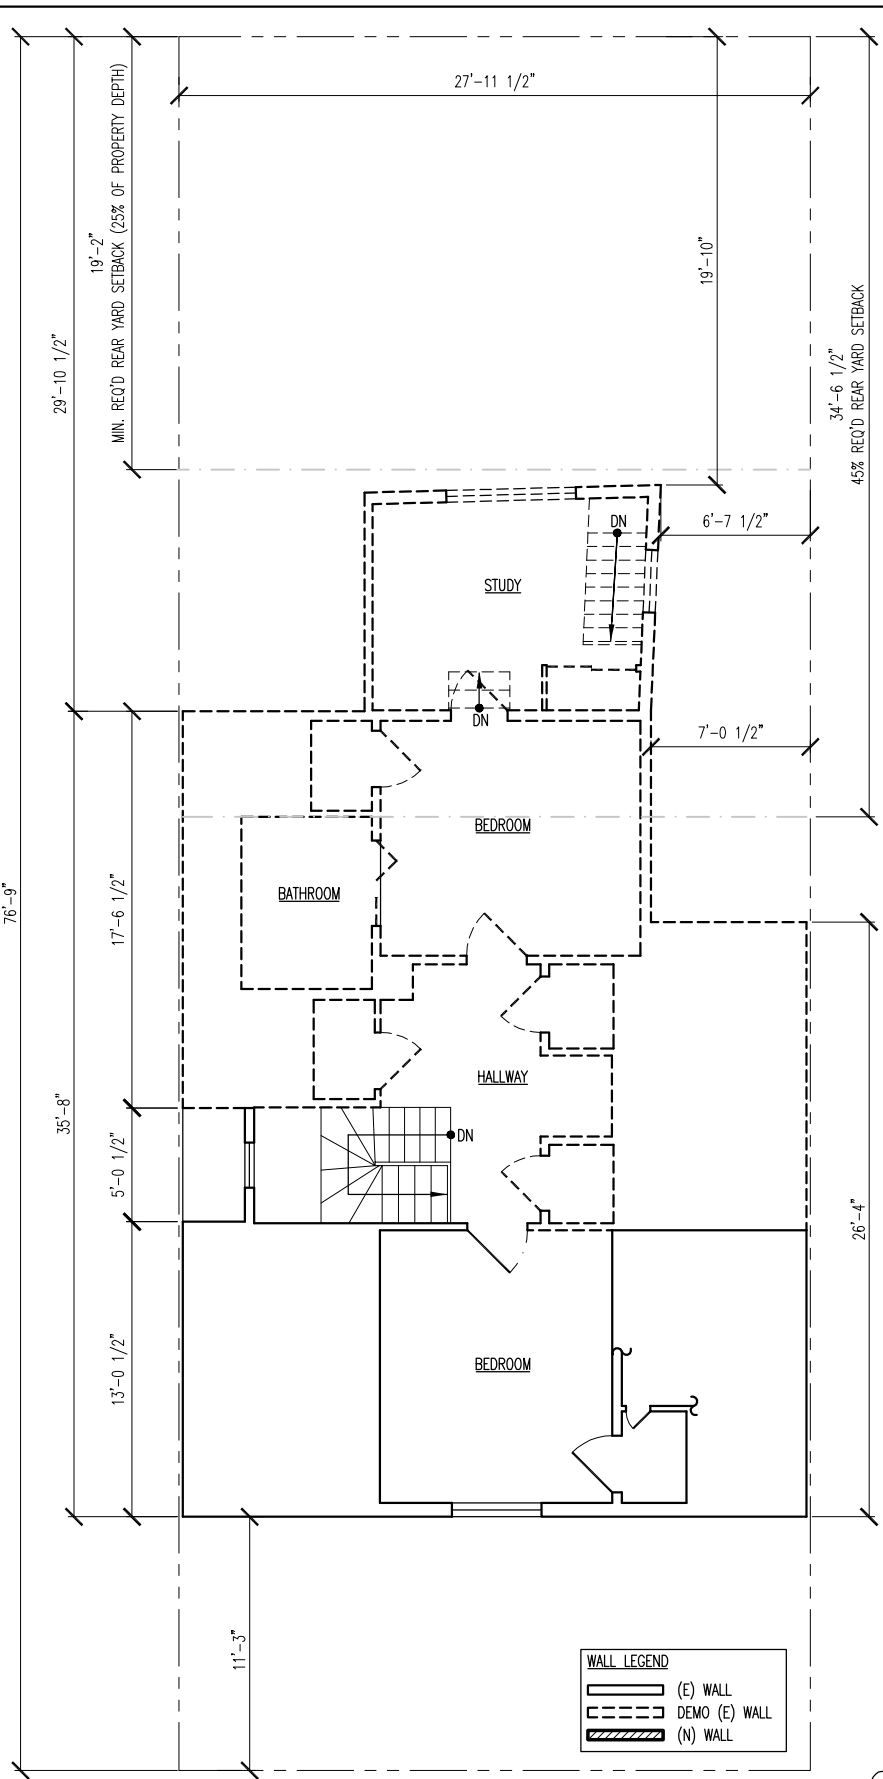 27'-11 1/2"
19'-2"
MIN. REQ'D REAR YARD SETBACK (25% OF PROPERTY DEPTH)
19'-10"
29'-10 1/2"
34'-6 1/2"
45% REQ'D REAR YARD SETBACK
DN
6'-7 1/2"
STUDY
DN
7'-0 1/2"
BEDROOM
BATHROOM
76'-9"
17'-6 1/2"
HALLWAY
35'-8"
DN
5'-0 1/2"
26'-4"
BEDROOM
13'-0 1/2"
11'-3"
WALL LEGEND
(E) WALL
DEMO (E) WALL
(N) WALL